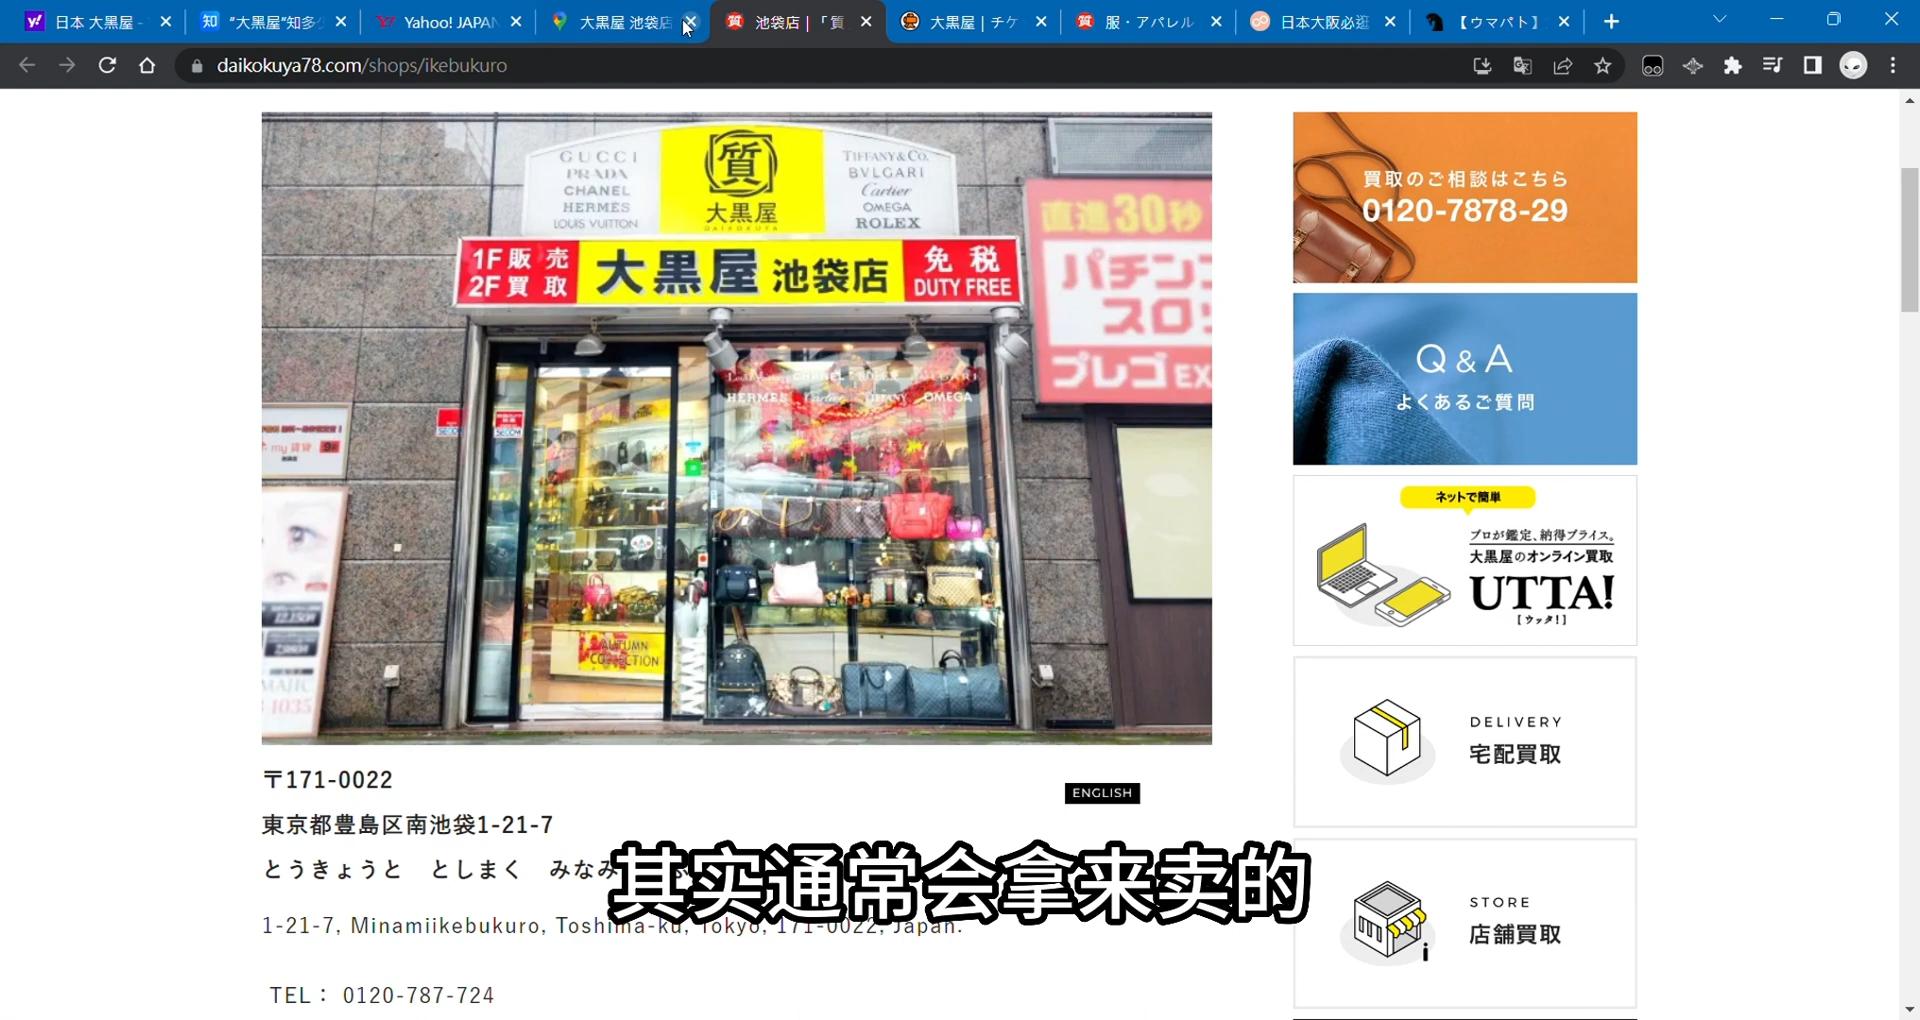 日本 大黒屋 -
"大黒屋"知多
Yahoo! JAPAN
大黒屋 池袋店
池袋店 | 「質
大黒屋 | チケ
服・アパレル
日本大阪必逛
【ウマパト】
daikokuya78.com/shops/ikebukuro
GUCCI
PRADA
CHANEL
HERMES
LOUIS VUITTON
質
大黒屋
DAIKOKUYA
TIFFANY&CO.
BVLGARI
Cartier
OMEGA
ROLEX
1F 販売
2F 買取
大黒屋 池袋店
免税
DUTY FREE
直進30秒
パチンコ
スロ
プレゴEX
HERMES Cartier TIFFANY OMEGA
SECOM
SECOM
my 賃貸
AUTUMN
COLLECTION
MAJIC
1035
買取のご相談はこちら
0120-7878-29
Q & A
よくあるご質問
ネットで簡単
プロが鑑定、納得プライス。
大黒屋のオンライン買取
UTTA!
[ウッタ!]
DELIVERY
宅配買取
STORE
店舗買取
〒171-0022
ENGLISH
東京都豊島区南池袋1-21-7
とうきょうと としまく みなみ
其实通常会拿来卖的
1-21-7, Minamiikebukuro, Toshima-ku, Tokyo, 171-0022, Japan.
TEL： 0120-787-724